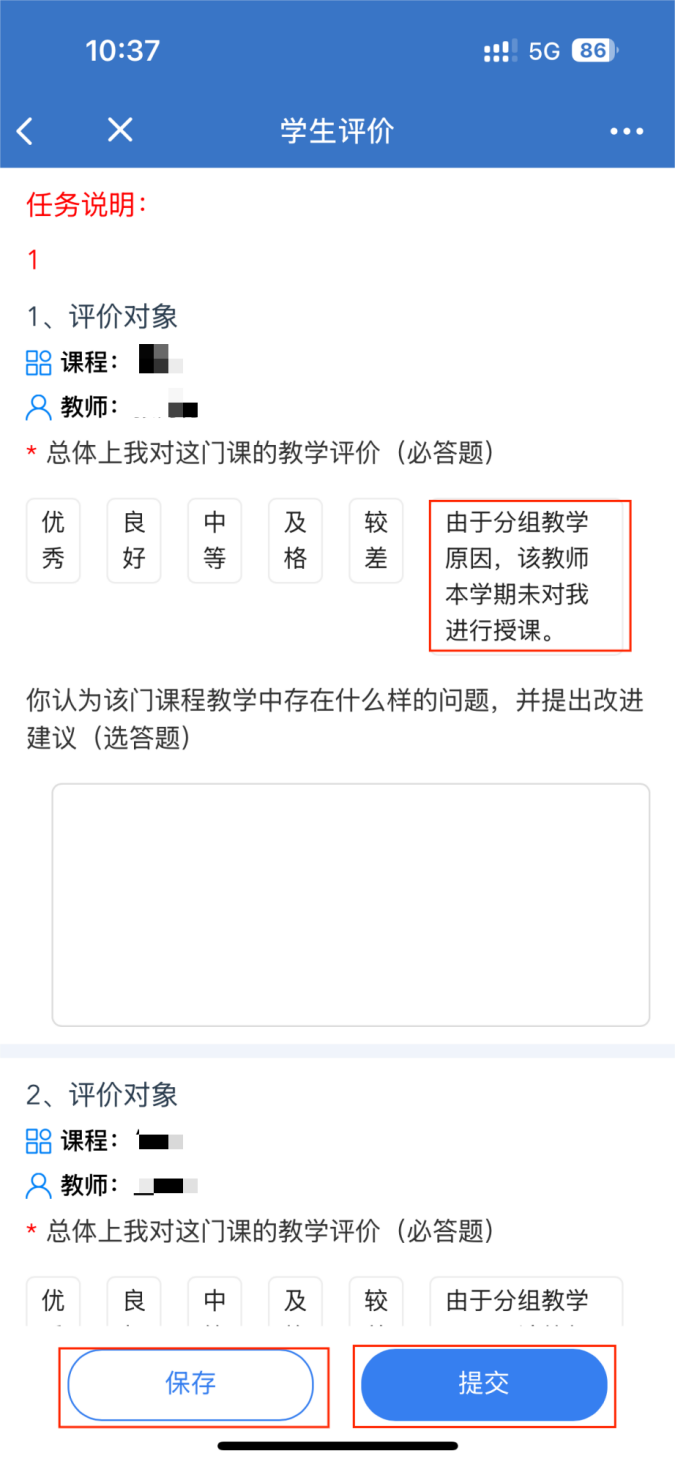 10:37 5G 86
学生评价
任务说明：
1
1、评价对象
课程：
教师：
* 总体上我对这门课的教学评价（必答题）
优秀 良好 中等 及格 较差 由于分组教学
原因，该教师
本学期未对我
进行授课。
你认为该门课程教学中存在什么样的问题，并提出改进
建议（选答题）
2、评价对象
课程：
教师：
* 总体上我对这门课的教学评价（必答题）
优 良 中 及 较 由于分组教学
保存 提交